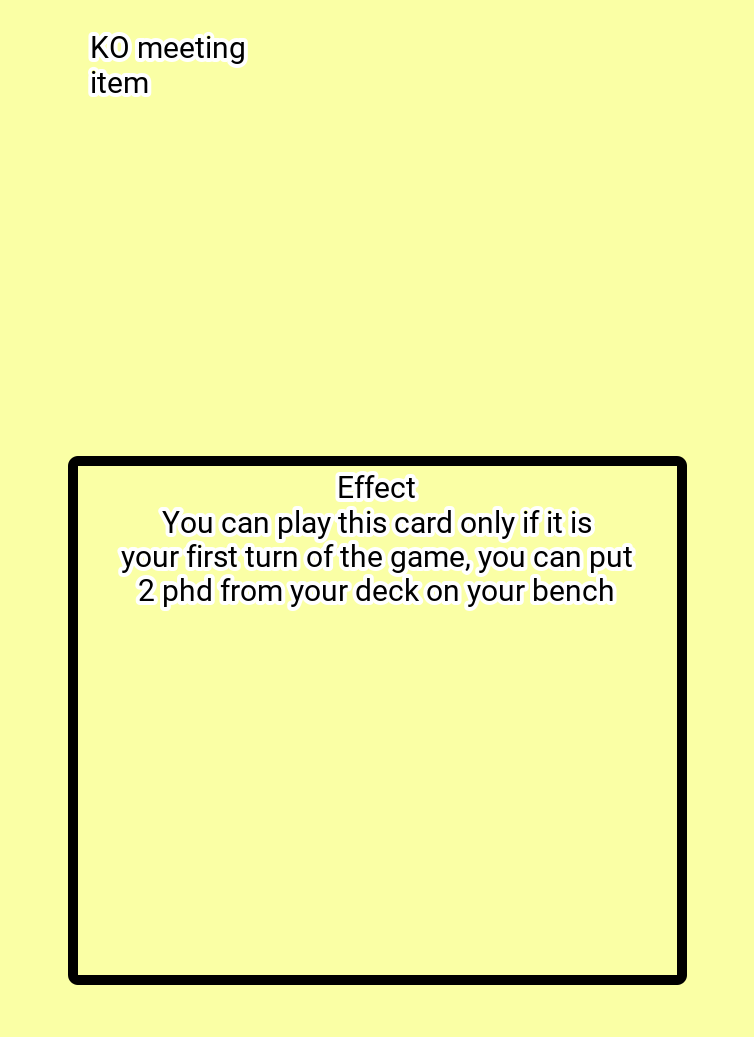 KO meeting
item
Effect
You can play this card only if it is
your first turn of the game, you can put
2 phd from your deck on your bench